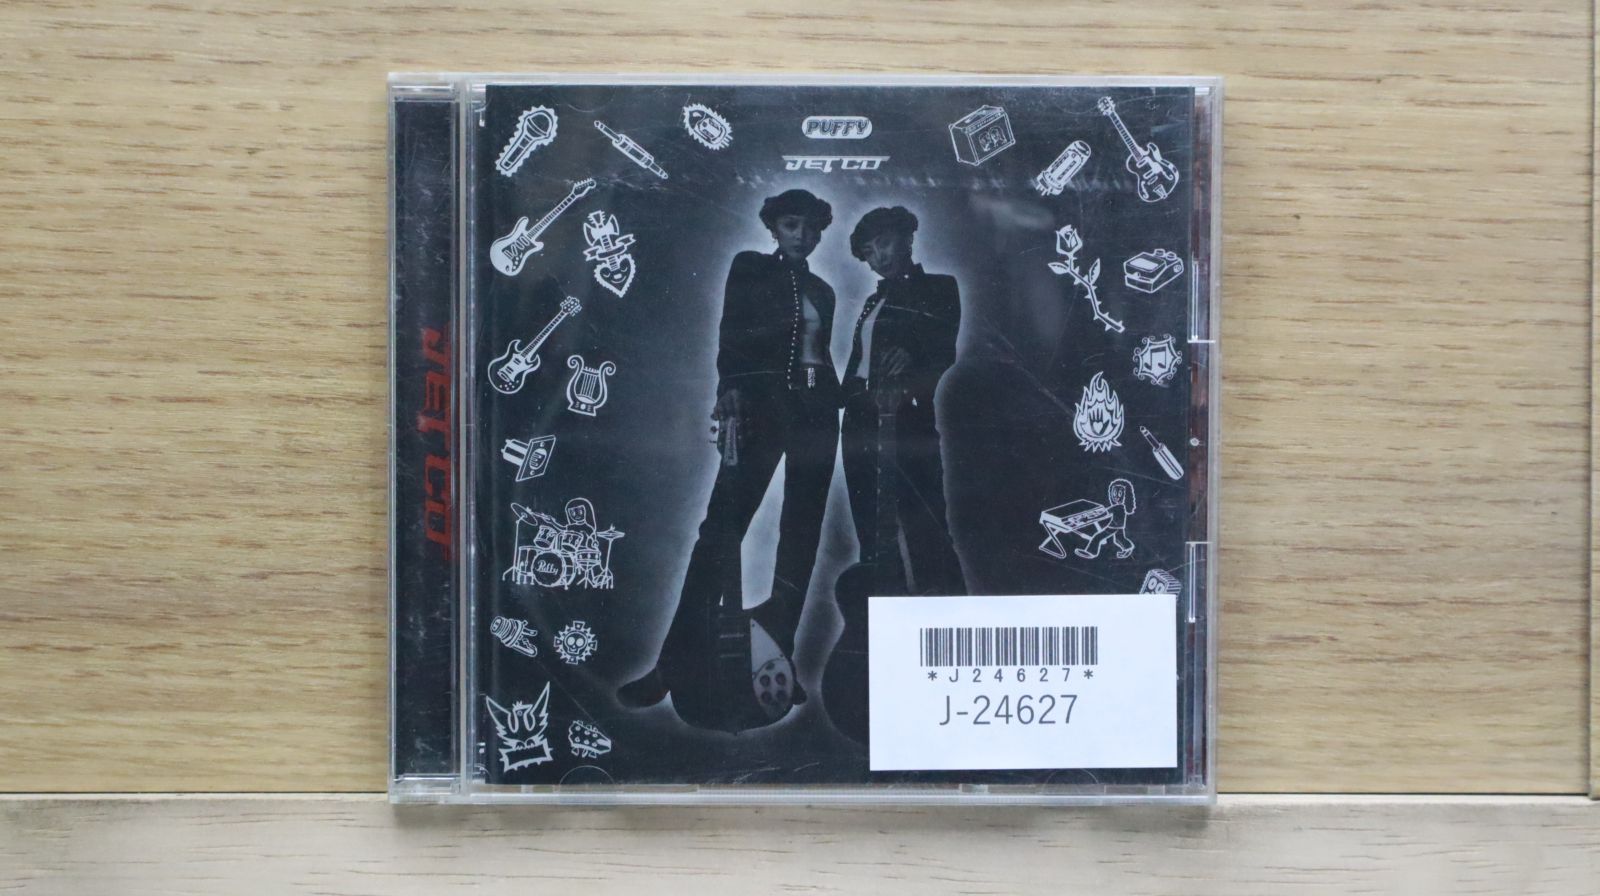 PUFFY
JET CD
JET CD
Puffy
*J24627*
J-24627